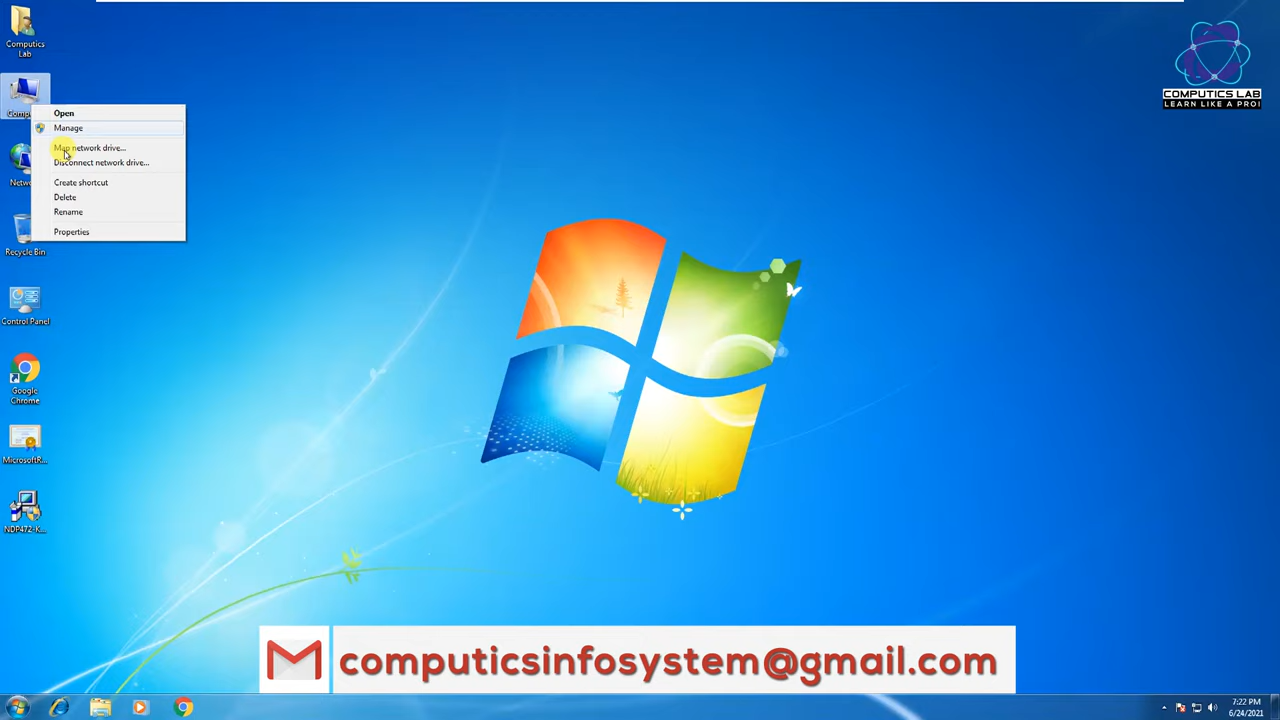 Computics
Lab
Open
Manage
Map network drive...
Disconnect network drive...
Create shortcut
Delete
Rename
Properties
Recycle Bin
Control Panel
Google
Chrome
MicrosoftR...
NDP472-K...
COMPUTICS LAB
LEARN LIKE A PRO!
computicsinfosystem@gmail.com
7:22 PM
6/24/2021